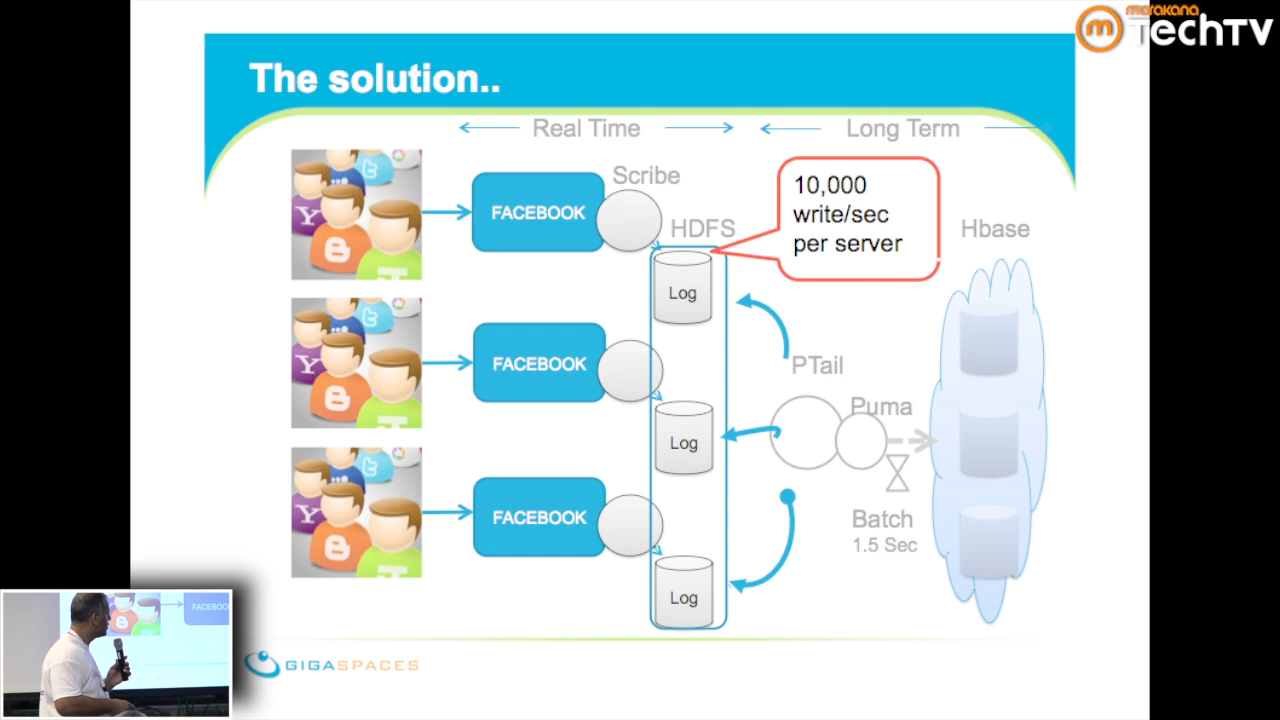 marakana
TechTV
The solution..
Real Time
Long Term
Scribe
10,000
write/sec
per server
FACEBOOK
HDFS
Hbase
Log
FACEBOOK
PTail
Puma
Log
Batch
1.5 Sec
FACEBOOK
Log
GIGASPACES